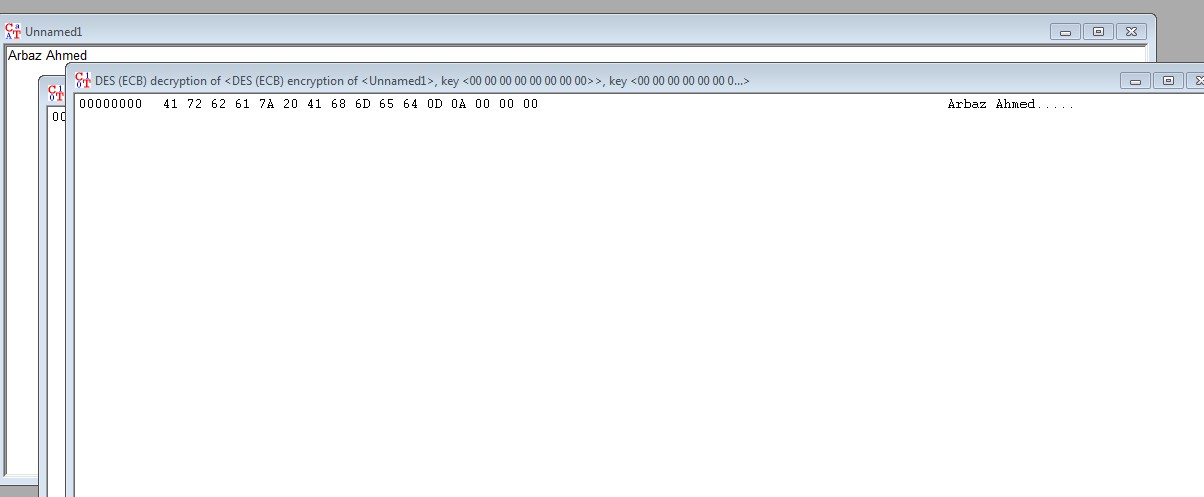 Unnamed1
Arbaz Ahmed
DES (ECB) decryption of <DES (ECB) encryption of <Unnamed1>, key <00 00 00 00 00 00 00 00>>, key <00 00 00 00 00 00 0...>
00
00000000 41 72 62 61 7A 20 41 68 6D 65 64 0D 0A 00 00 00 Arbaz Ahmed.....